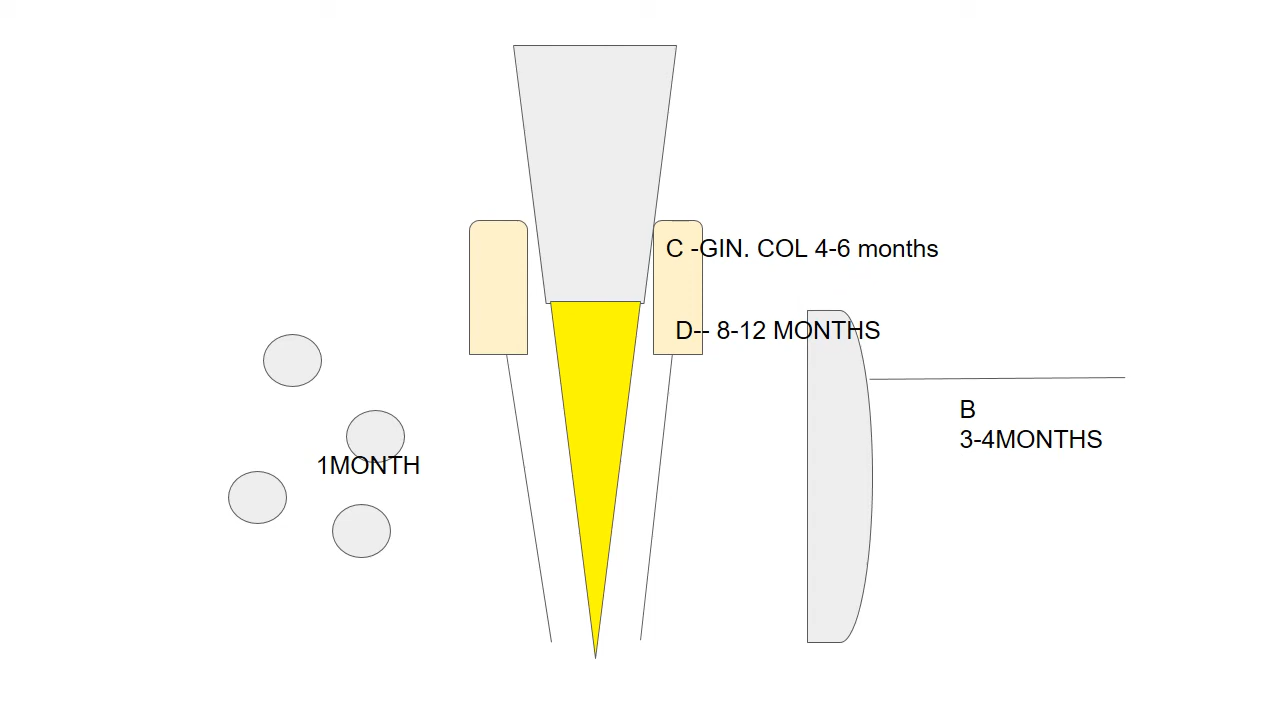 C -GIN. COL 4-6 months
D-- 8-12 MONTHS
B
3-4MONTHS
1MONTH